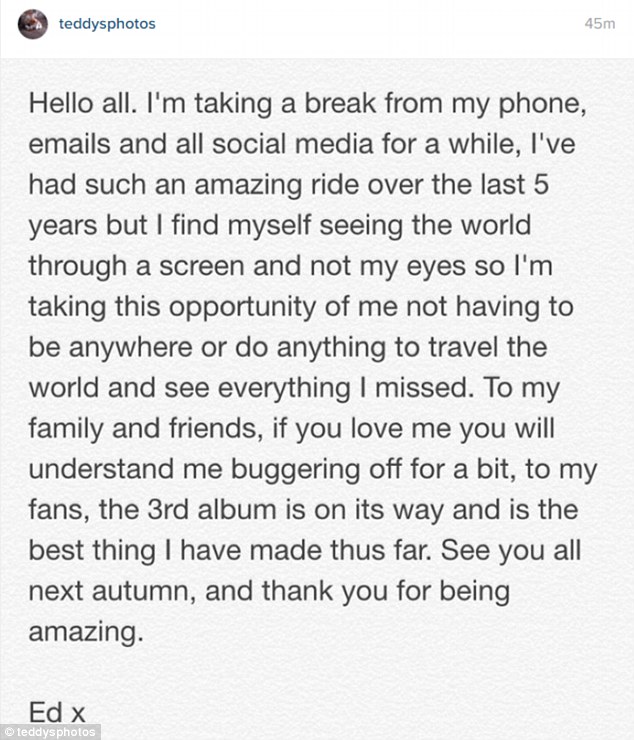 teddysphotos
45m
Hello all. I'm taking a break from my phone,
emails and all social media for a while, I've
had such an amazing ride over the last 5
years but I find myself seeing the world
through a screen and not my eyes so I'm
taking this opportunity of me not having to
be anywhere or do anything to travel the
world and see everything I missed. To my
family and friends, if you love me you will
understand me buggering off for a bit, to my
fans, the 3rd album is on its way and is the
best thing I have made thus far. See you all
next autumn, and thank you for being
amazing.
Ed x
© teddysphotos